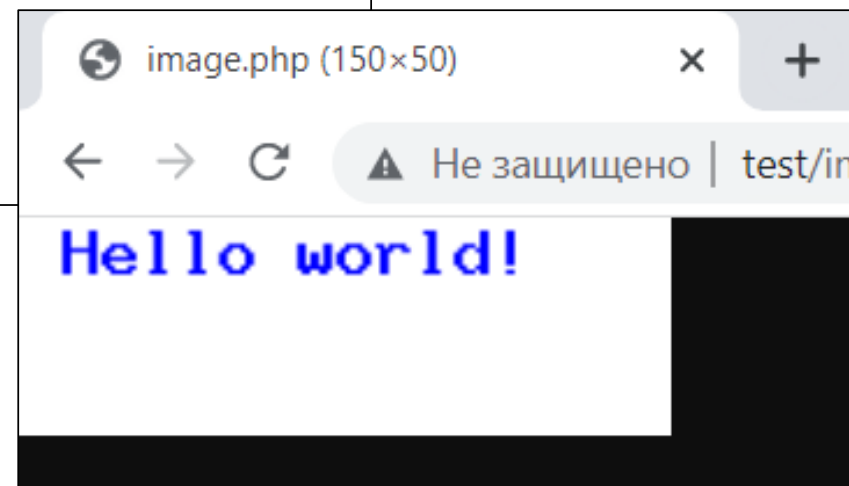 image.php (150×50)
Не защищено | test/in
Hello world!